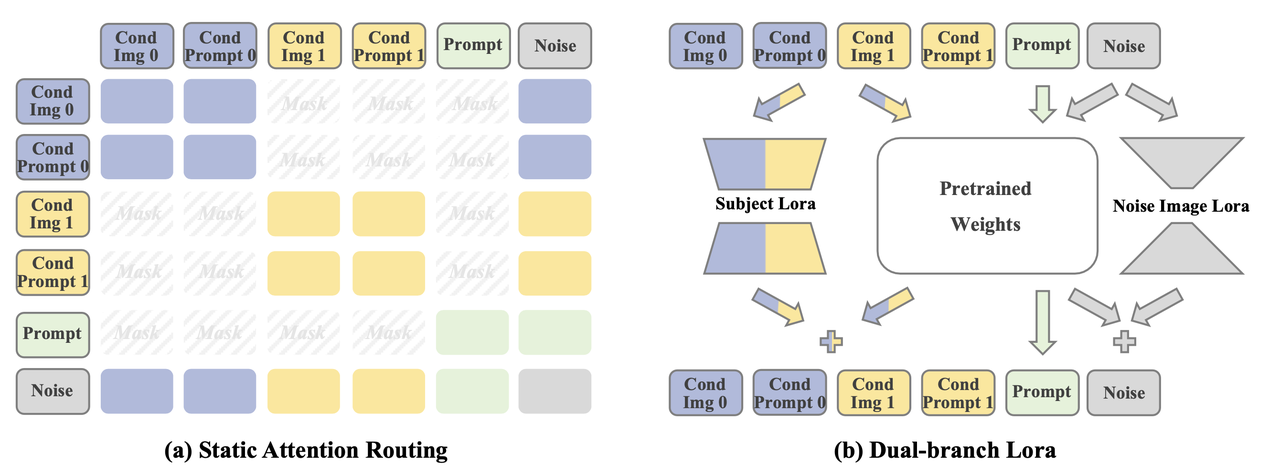 Cond
Img 0
Cond
Prompt 0
Cond
Img 1
Cond
Prompt 1
Prompt
Noise
Cond
Img 0
Mask
Mask
Mask
Cond
Prompt 0
Mask
Mask
Mask
Cond
Img 1
Mask
Mask
Mask
Cond
Prompt 1
Mask
Mask
Mask
Prompt
Mask
Mask
Mask
Mask
Noise
(a) Static Attention Routing
Cond
Img 0
Cond
Prompt 0
Cond
Img 1
Cond
Prompt 1
Prompt
Noise
Subject Lora
Pretrained
Weights
Noise Image Lora
Cond
Img 0
Cond
Prompt 0
Cond
Img 1
Cond
Prompt 1
Prompt
Noise
(b) Dual-branch Lora